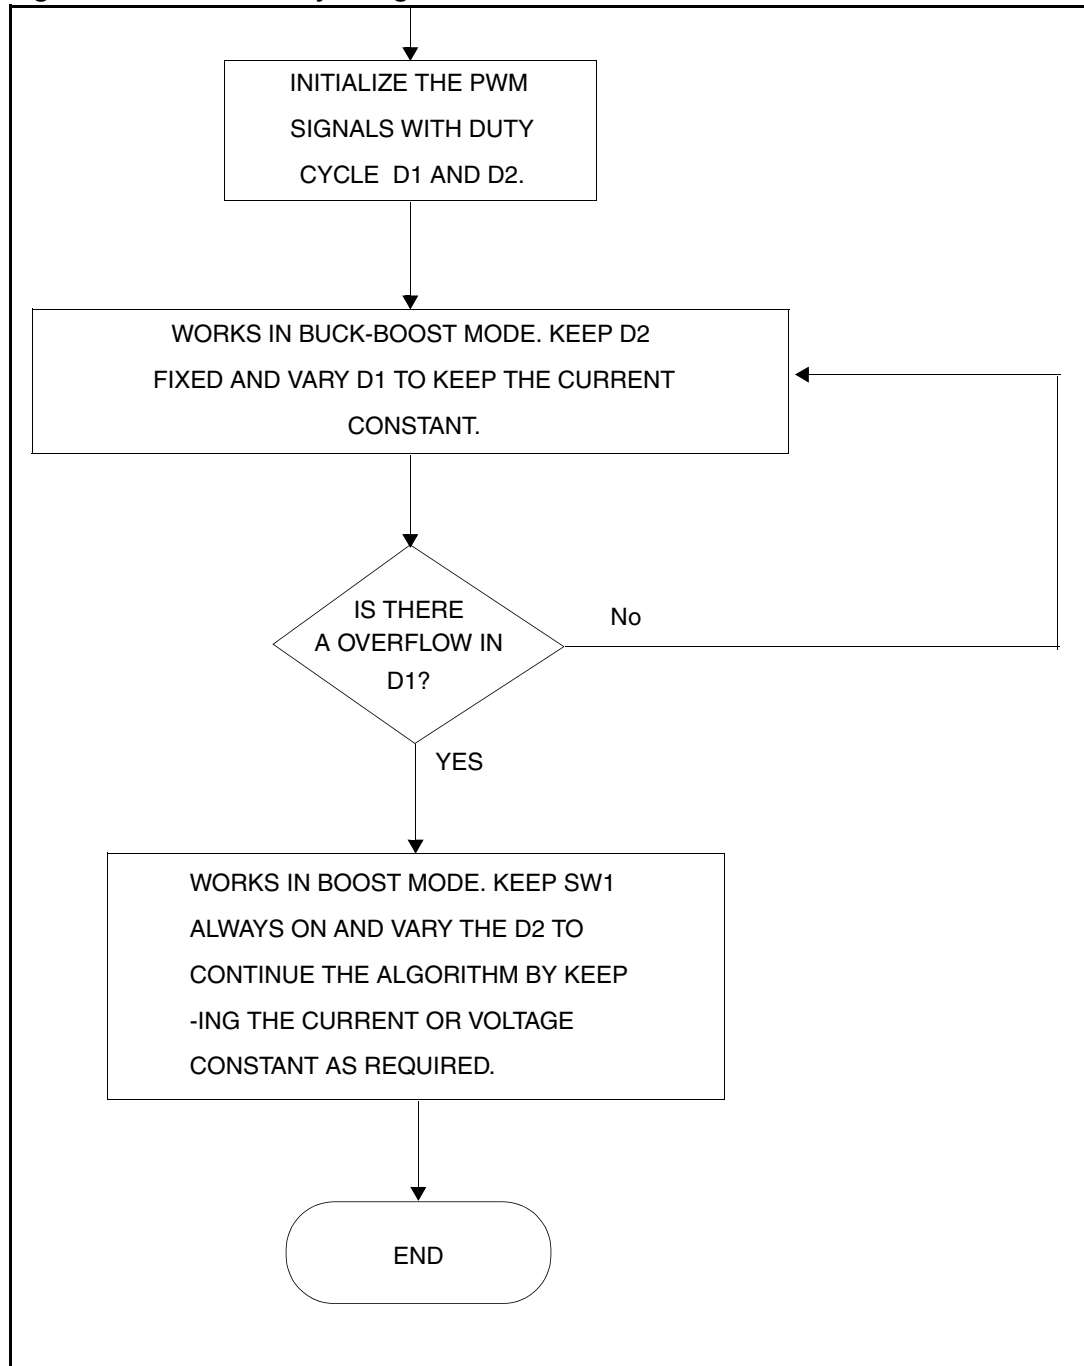 INITIALIZE THE PWM
SIGNALS WITH DUTY
CYCLE D1 AND D2.
WORKS IN BUCK-BOOST MODE. KEEP D2
FIXED AND VARY D1 TO KEEP THE CURRENT
CONSTANT.
IS THERE
A OVERFLOW IN
D1?
No
YES
WORKS IN BOOST MODE. KEEP SW1
ALWAYS ON AND VARY THE D2 TO
CONTINUE THE ALGORITHM BY KEEP
-ING THE CURRENT OR VOLTAGE
CONSTANT AS REQUIRED.
END